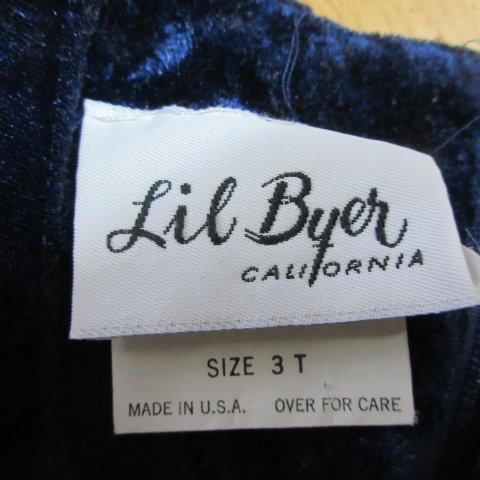 Lil Byer
CALIFORNIA
SIZE 3 T
MADE IN U.S.A. OVER FOR CARE